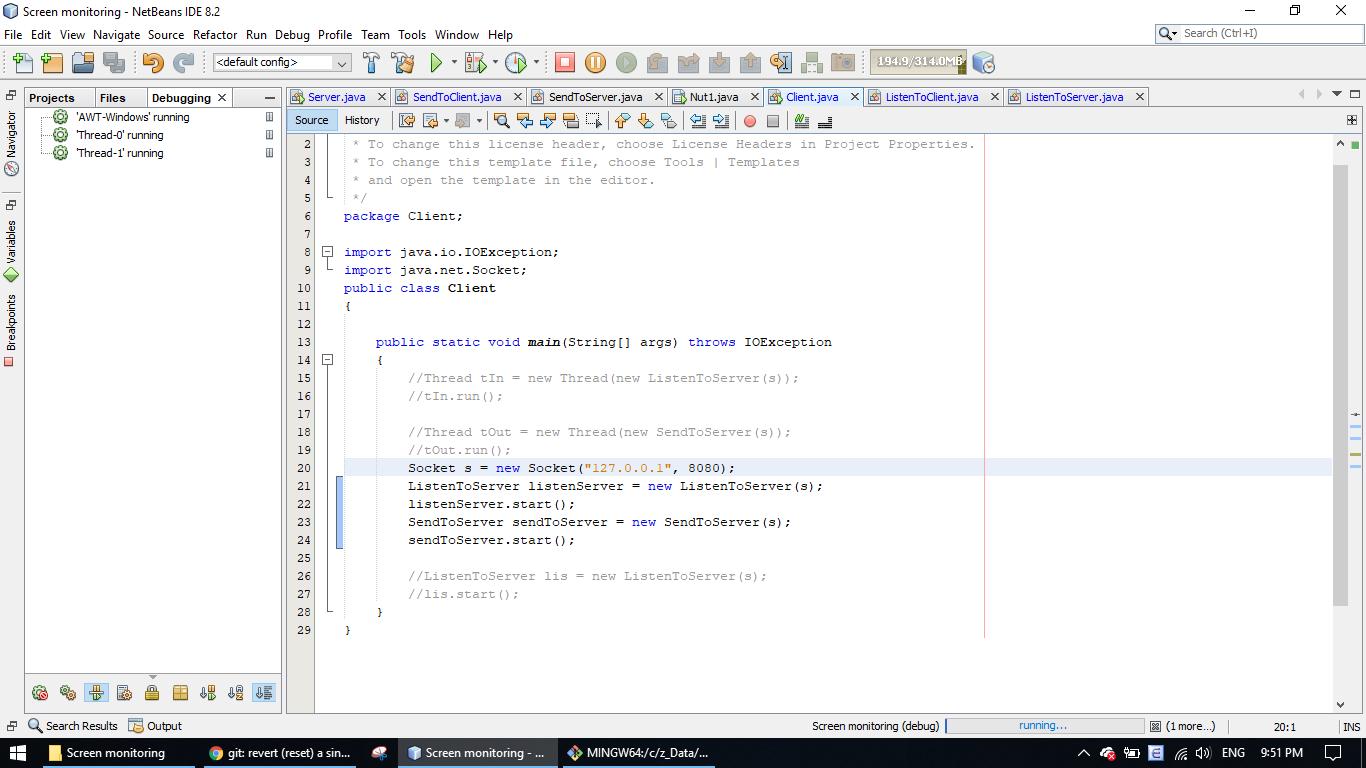 Screen monitoring - NetBeans IDE 8.2
File Edit View Navigate Source Refactor Run Debug Profile Team Tools Window Help
Search (Ctrl+I)
<default config>
194.9/314.0MB
Projects Files Debugging
Server.java SendToClient.java SendToServer.java Nut1.java Client.java ListenToClient.java ListenToServer.java
Navigator
Variables
Breakpoints
'AWT-Windows' running
'Thread-0' running
'Thread-1' running
Source History
2 * To change this license header, choose License Headers in Project Properties.
3 * To change this template file, choose Tools | Templates
4 * and open the template in the editor.
5 */
6 package Client;
7
8 import java.io.IOException;
9 import java.net.Socket;
10 public class Client
11 {
12
13 public static void main(String[] args) throws IOException
14 {
15 //Thread tIn = new Thread(new ListenToServer(s));
16 //tIn.run();
17
18 //Thread tOut = new Thread(new SendToServer(s));
19 //tOut.run();
20 Socket s = new Socket("127.0.0.1", 8080);
21 ListenToServer listenServer = new ListenToServer(s);
22 listenServer.start();
23 SendToServer sendToServer = new SendToServer(s);
24 sendToServer.start();
25
26 //ListenToServer lis = new ListenToServer(s);
27 //lis.start();
28 }
29 }
Search Results Output
Screen monitoring (debug) running... (1 more...) 20:1 INS
Screen monitoring git: revert (reset) a sin... Screen monitoring - ... MINGW64:/c/z_Data/... ENG 9:51 PM